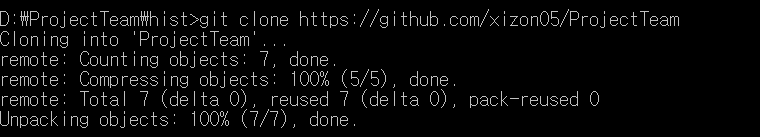 D:₩ProjectTeam₩hist>git clone https://github.com/xizon05/ProjectTeam
Cloning into 'ProjectTeam'...
remote: Counting objects: 7, done.
remote: Compressing objects: 100% (5/5), done.
remote: Total 7 (delta 0), reused 7 (delta 0), pack-reused 0
Unpacking objects: 100% (7/7), done.